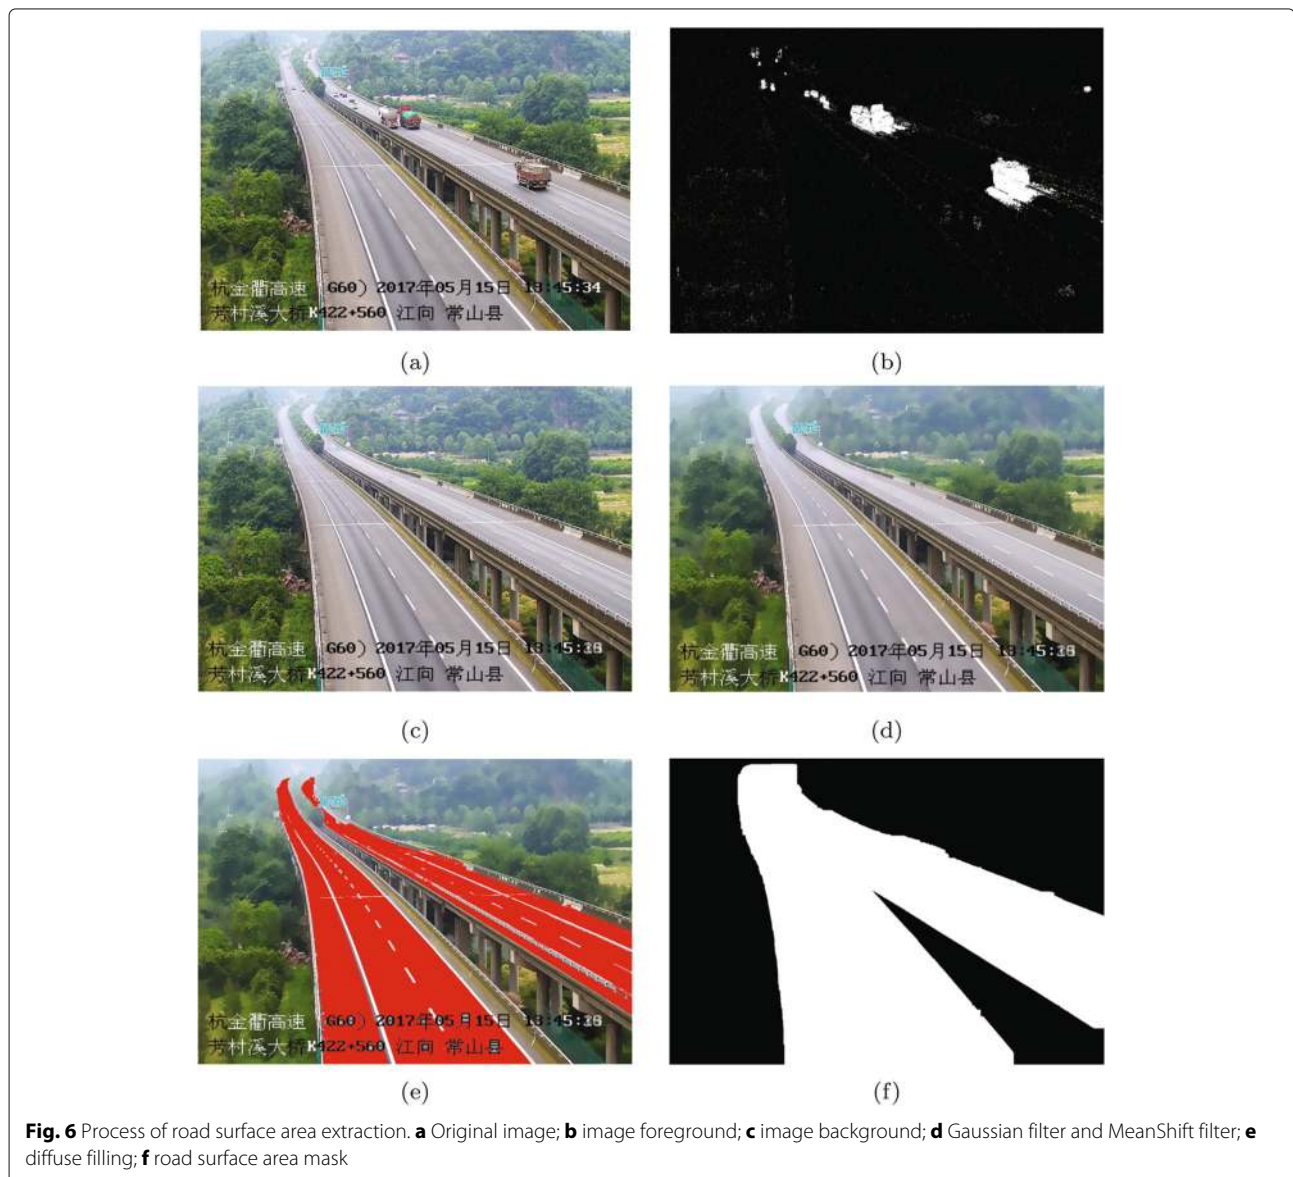 杭金衢高速（G60）2017年05月15日 13:45:34
芳村溪大桥K422+560 江向 常山县
(a)
(b)
杭金衢高速（G60）2017年05月15日 13:45:38
芳村溪大桥K422+560 江向 常山县
杭金衢高速（G60）2017年05月15日 13:45:38
芳村溪大桥K422+560 江向 常山县
(c)
(d)
杭金衢高速（G60）2017年05月15日 13:45:38
芳村溪大桥K422+560 江向 常山县
(e)
(f)
Fig. 6 Process of road surface area extraction. a Original image; b image foreground; c image background; d Gaussian filter and MeanShift filter; e
diffuse filling; f road surface area mask